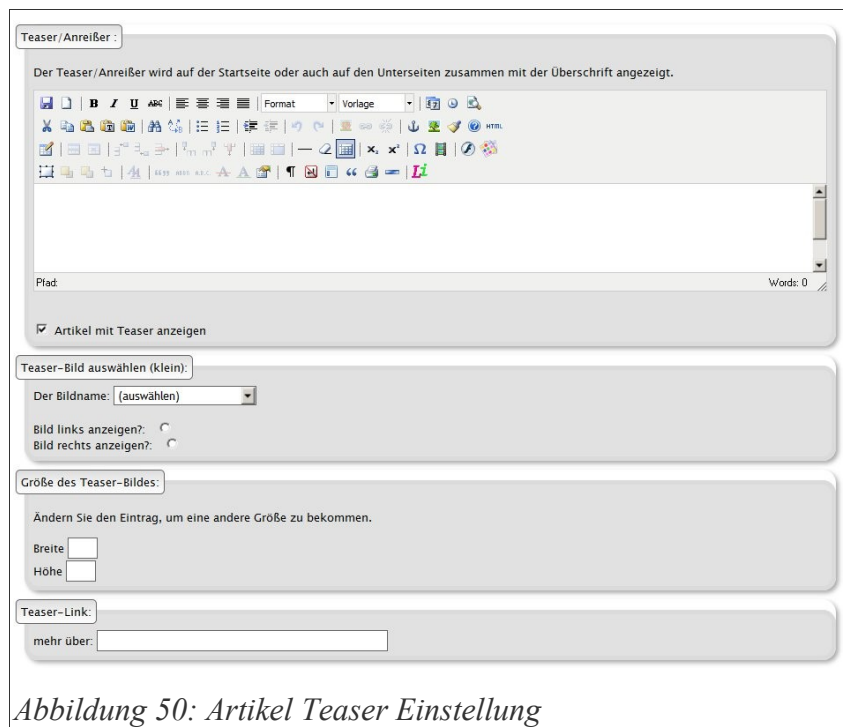 Teaser/Anreißer :
Der Teaser/Anreißer wird auf der Startseite oder auch auf den Unterseiten zusammen mit der Überschrift angezeigt.
B I U ABC Format Vorlage
HTML
Pfad: Words: 0
Artikel mit Teaser anzeigen
Teaser-Bild auswählen (klein):
Der Bildname: (auswählen)
Bild links anzeigen?:
Bild rechts anzeigen?:
Größe des Teaser-Bildes:
Ändern Sie den Eintrag, um eine andere Größe zu bekommen.
Breite
Höhe
Teaser-Link:
mehr über:
Abbildung 50: Artikel Teaser Einstellung